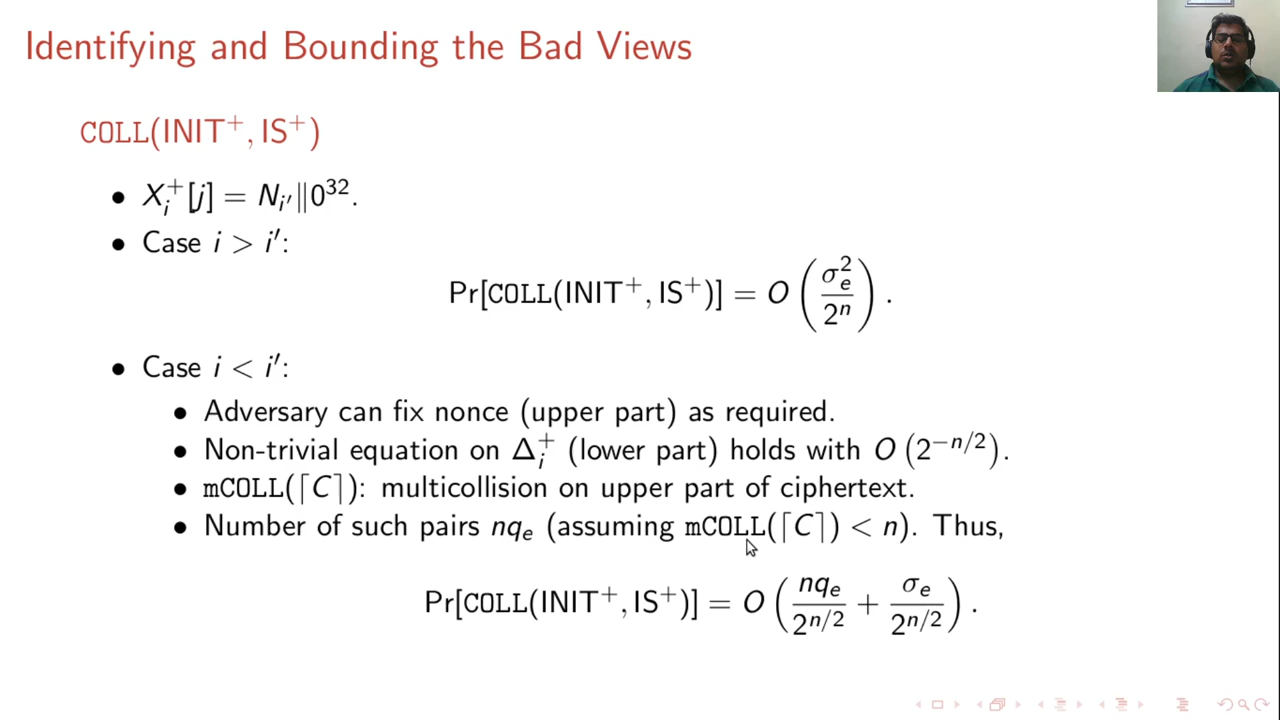 Identifying and Bounding the Bad Views
COLL(INIT⁺, IS⁺)
• X_i⁺[j] = N_{i′}‖0³².
• Case i > i′:
Pr[COLL(INIT⁺, IS⁺)] = O(σ_e²/2ⁿ).
• Case i < i′:
• Adversary can fix nonce (upper part) as required.
• Non-trivial equation on Δ_i⁺ (lower part) holds with O(2^{−n/2}).
• mCOLL(⌈C⌉): multicollision on upper part of ciphertext.
• Number of such pairs nq_e (assuming mCOLL(⌈C⌉) < n). Thus,
Pr[COLL(INIT⁺, IS⁺)] = O(nq_e/2^{n/2} + σ_e/2^{n/2}).